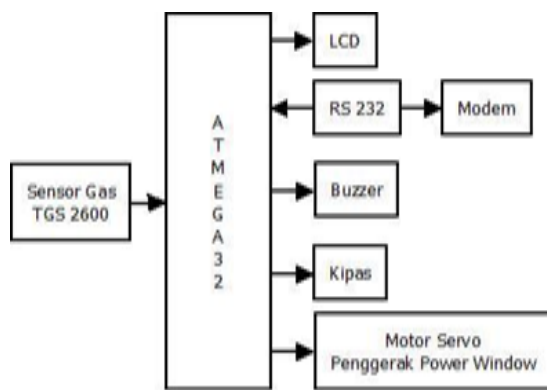 LCD
RS 232
Modem
A
T
M
E
G
A
3
2
Sensor Gas
TGS 2600
Buzzer
Kipas
Motor Servo
Penggerak Power Window